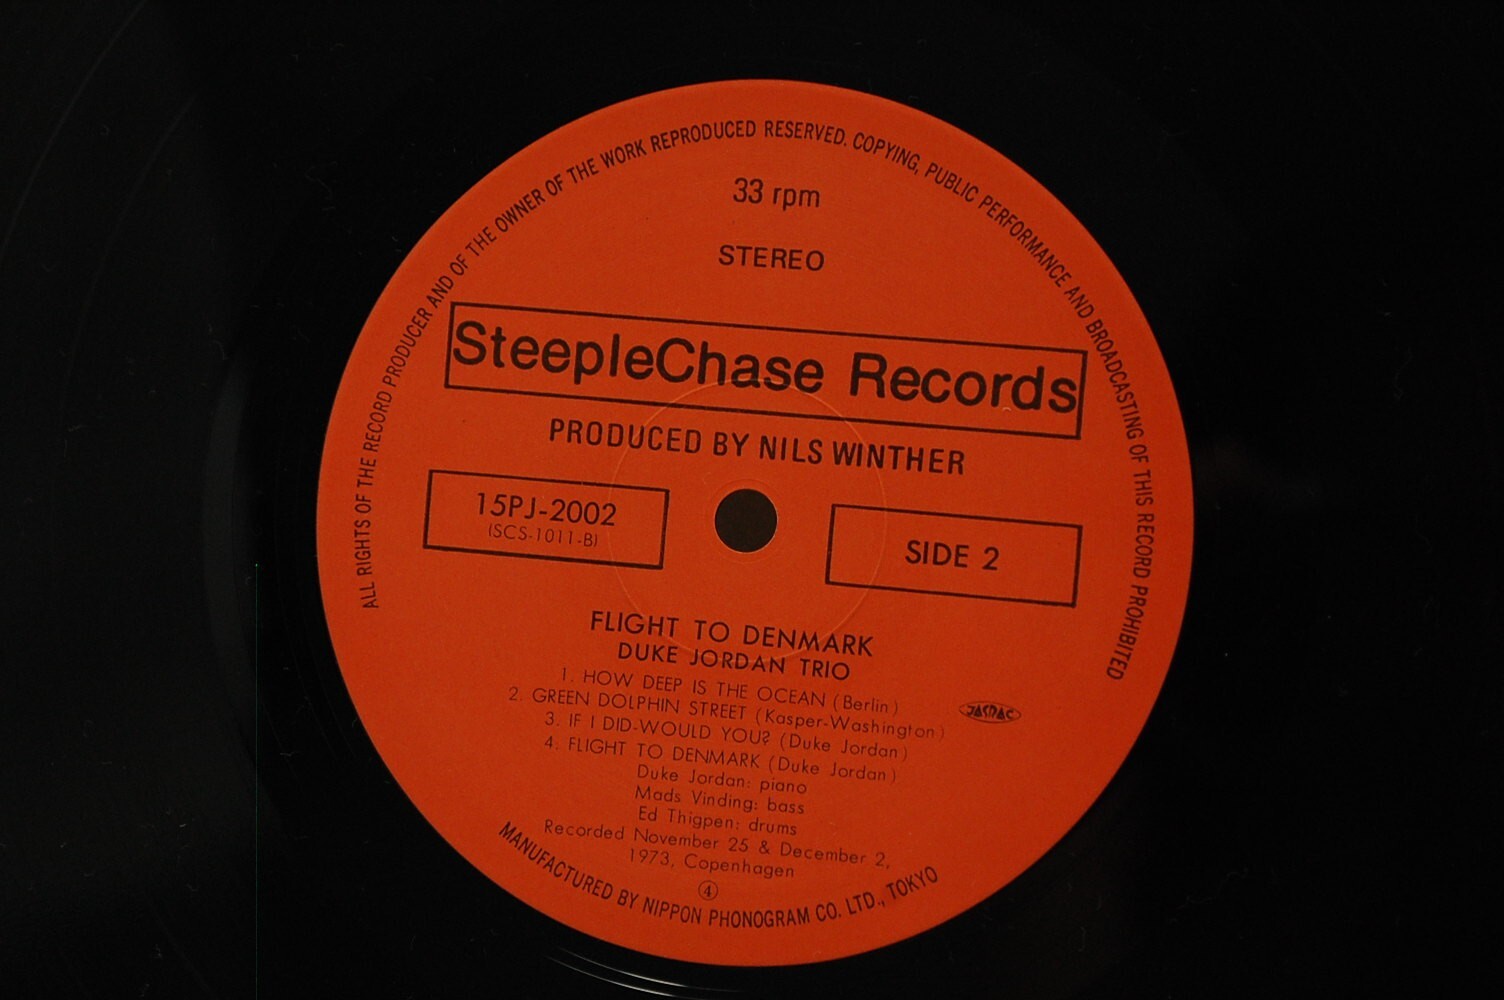 ALL RIGHTS OF THE RECORD PRODUCER AND OF THE OWNER OF THE WORK REPRODUCED RESERVED. COPYING, PUBLIC PERFORMANCE AND BROADCASTING OF THIS RECORD PROHIBITED
33 rpm
STEREO
SteepleChase Records
PRODUCED BY NILS WINTHER
15PJ-2002
(SCS-1011-B)
SIDE 2
FLIGHT TO DENMARK
DUKE JORDAN TRIO
1. HOW DEEP IS THE OCEAN (Berlin)
2. GREEN DOLPHIN STREET (Kasper-Washington)
3. IF I DID-WOULD YOU? (Duke Jordan)
4. FLIGHT TO DENMARK (Duke Jordan)
JASRAC
Duke Jordan: piano
Mads Vinding: bass
Ed Thigpen: drums
Recorded November 25 & December 2,
1973, Copenhagen
④
MANUFACTURED BY NIPPON PHONOGRAM CO. LTD., TOKYO